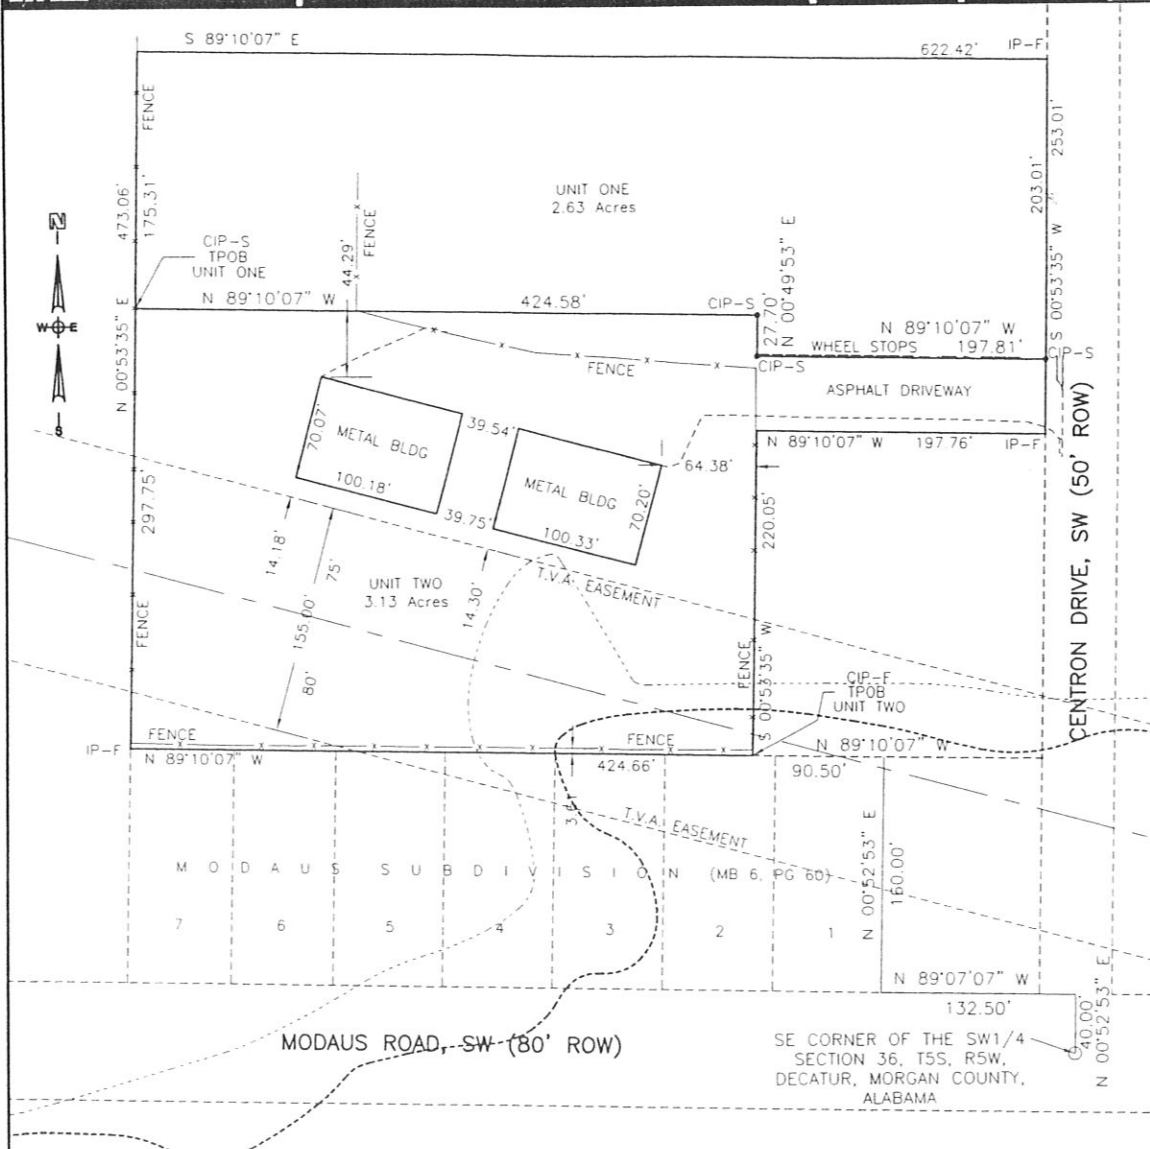 S 89°10'07" E
622.42'
IP-F
FENCE
473.06'
175.31'
253.01'
203.01'
UNIT ONE
2.63 Acres
N
W E
S
CIP-S
TPOB
UNIT ONE
44.29'
FENCE
N 89°10'07" W
424.58'
CIP-S
27.70'
N 00°49'53" E
N 89°10'07" W
S 00°53'35" W
WHEEL STOPS
197.81'
CIP-S
CIP-S
N 00°53'35" E
FENCE
ASPHALT DRIVEWAY
70.07'
METAL BLDG
100.18'
39.54'
39.75'
METAL BLDG
100.33'
70.20'
64.38'
N 89°10'07" W
197.76'
IP-F
CENTRON DRIVE, SW (50' ROW)
297.75'
14.18'
75'
155.00'
80'
UNIT TWO
3.13 Acres
14.30'
T.V.A. EASEMENT
220.05'
FENCE
FENCE
S 00°53'35" W
CIP-F
TPOB
UNIT TWO
IP-F
FENCE
FENCE
N 89°10'07" W
N 89°10'07" W
424.66'
90.50'
T.V.A. EASEMENT
MODAUS SUBDIVISION (MB 6, PG 60)
7 6 5 4 3 2 1
N 00°52'53" E
160.00'
N 89°07'07" W
132.50'
40.00'
N 00°52'53" E
MODAUS ROAD, SW (80' ROW)
SE CORNER OF THE SW1/4
SECTION 36, T5S, R5W,
DECATUR, MORGAN COUNTY,
ALABAMA